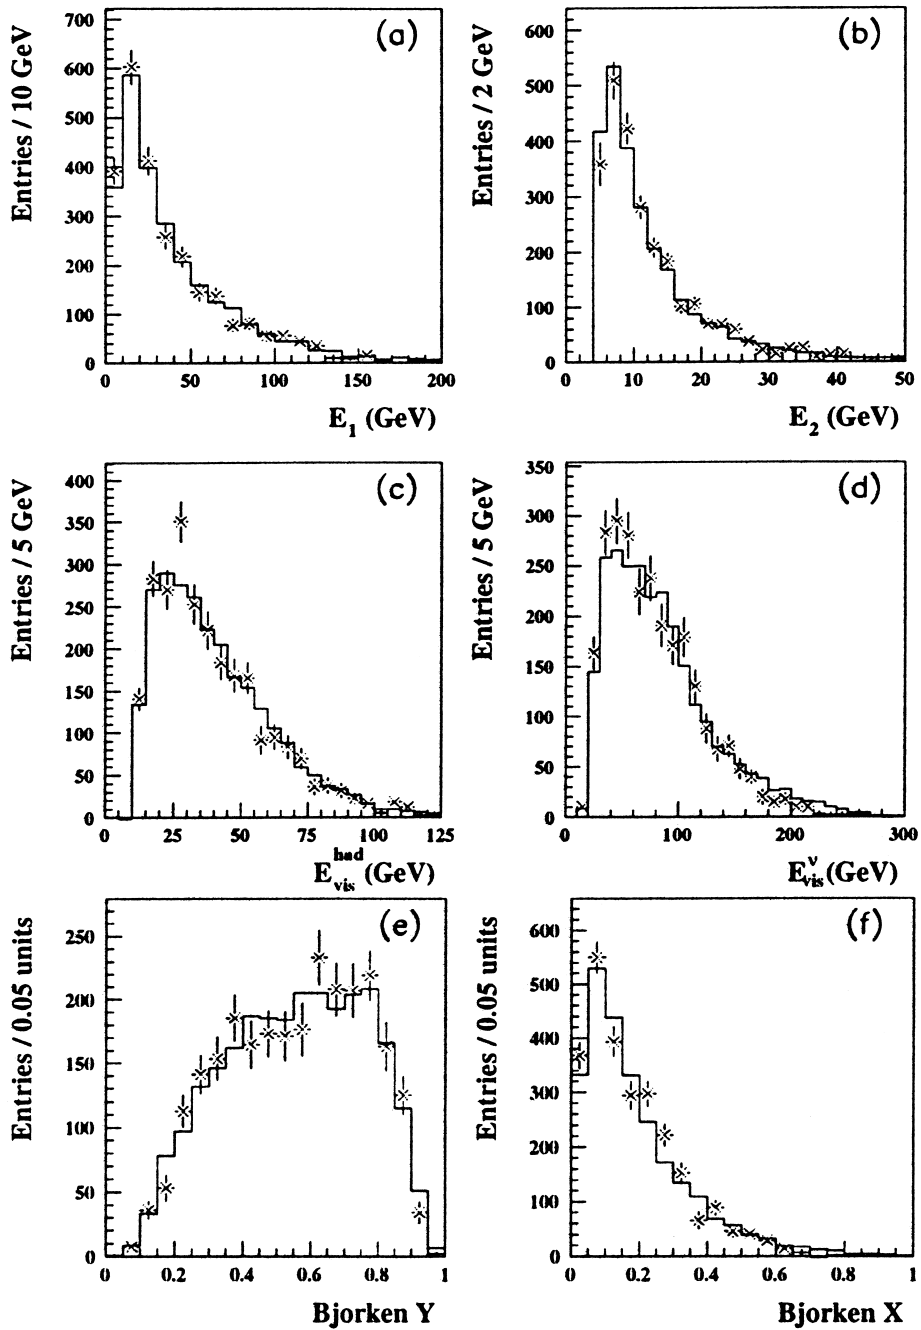 (a)
Entries / 10 GeV
700
600
500
400
300
200
100
0
0 50 100 150 200
E1 (GeV)
(b)
Entries / 2 GeV
600
500
400
300
200
100
0
0 10 20 30 40 50
E2 (GeV)
(c)
Entries / 5 GeV
400
350
300
250
200
150
100
50
0
0 25 50 75 100 125
E had vis (GeV)
(d)
Entries / 5 GeV
350
300
250
200
150
100
50
0
0 100 200 300
E ν vis (GeV)
(e)
Entries / 0.05 units
250
200
150
100
50
0
0 0.2 0.4 0.6 0.8 1
Bjorken Y
(f)
Entries / 0.05 units
600
500
400
300
200
100
0
0 0.2 0.4 0.6 0.8 1
Bjorken X